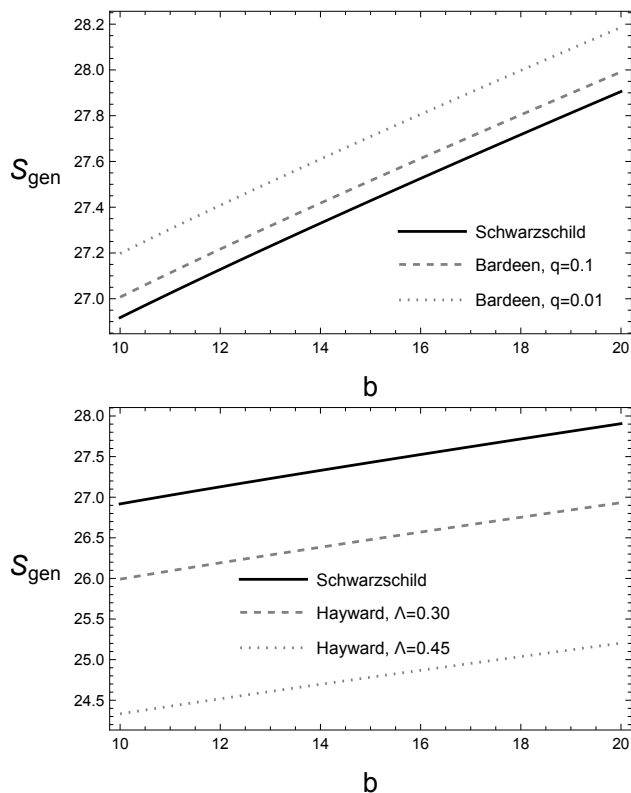 28.2
28.0
27.8
27.6
S_gen
27.4
27.2
27.0
Schwarzschild
Bardeen, q=0.1
Bardeen, q=0.01
10 12 14 16 18 20
b
28.0
27.5
27.0
26.5
S_gen
26.0
25.5
25.0
24.5
Schwarzschild
Hayward, Λ=0.30
Hayward, Λ=0.45
10 12 14 16 18 20
b